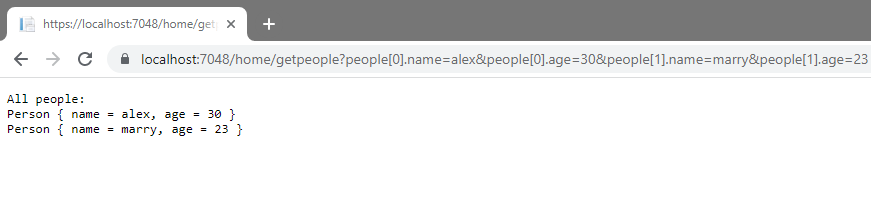 https://localhost:7048/home/get
localhost:7048/home/getpeople?people[0].name=alex&people[0].age=30&people[1].name=marry&people[1].age=23
All people:
Person { name = alex, age = 30 }
Person { name = marry, age = 23 }